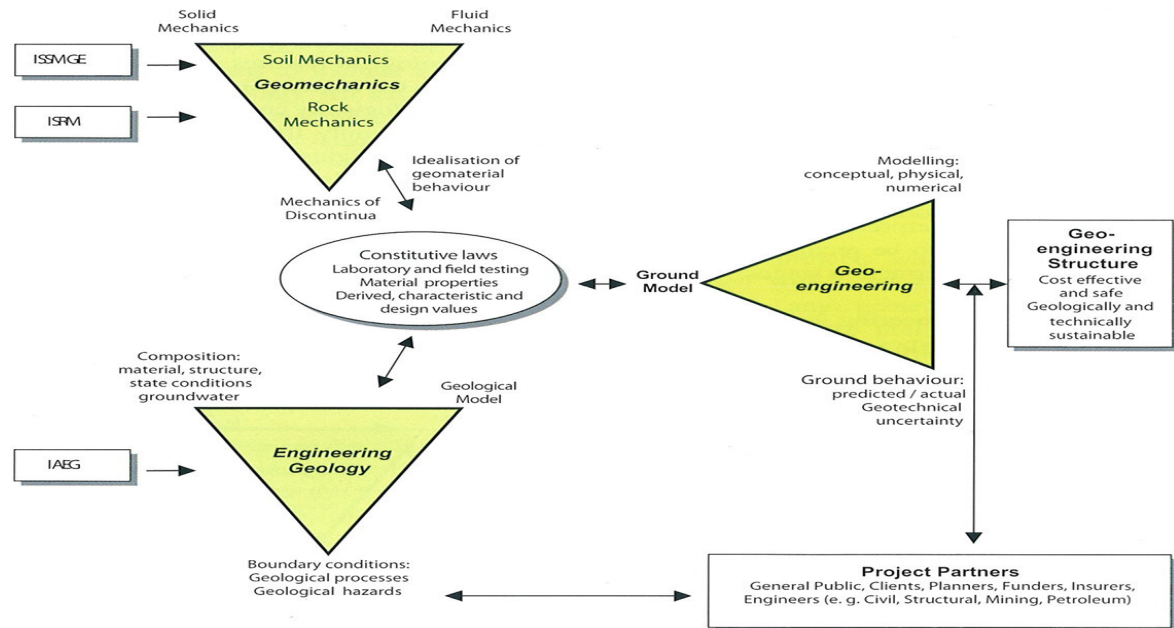 Solid
Mechanics
Fluid
Mechanics
ISSMGE
Soil Mechanics
Geomechanics
Rock
Mechanics
ISRM
Idealisation of
geomaterial
behaviour
Mechanics of
Discontinua
Modelling:
conceptual, physical,
numerical
Constitutive laws
Laboratory and field testing
Material properties
Derived, characteristic and
design values
Ground
Model
Geo-
engineering
Geo-
engineering
Structure
Cost effective
and safe
Geologically and
technically
sustainable
Composition:
material, structure,
state conditions
groundwater
Geological
Model
Ground behaviour:
predicted / actual
Geotechnical
uncertainty
IAEG
Engineering
Geology
Boundary conditions:
Geological processes
Geological hazards
Project Partners
General Public, Clients, Planners, Funders, Insurers,
Engineers (e. g. Civil, Structural, Mining, Petroleum)